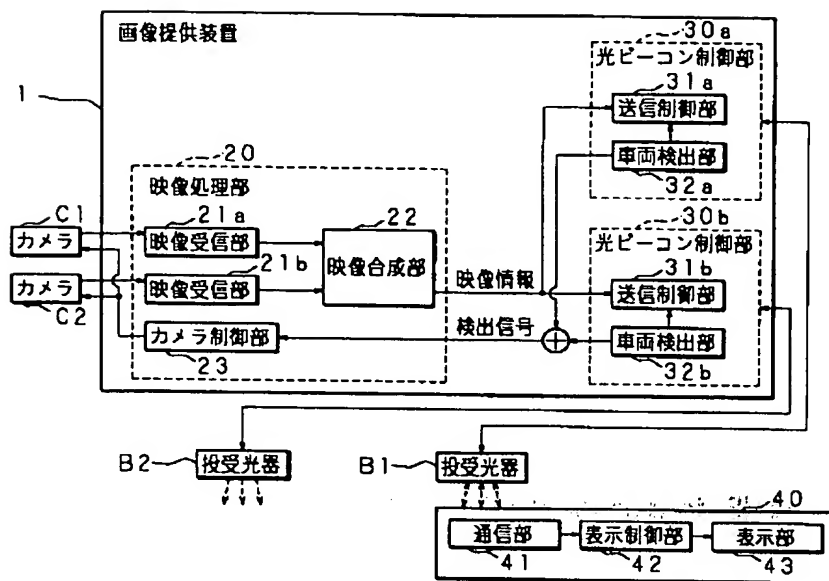 画像提供装置
1
20
映像処理部
C1
カメラ
21a
映像受信部
21b
映像受信部
カメラ
C2
22
映像合成部
カメラ制御部
23
映像情報
検出信号
30a
光ビーコン制御部
31a
送信制御部
車両検出部
32a
30b
光ビーコン制御部
31b
送信制御部
車両検出部
32b
B2
投受光器
B1
投受光器
40
通信部
41
表示制御部
42
表示部
43